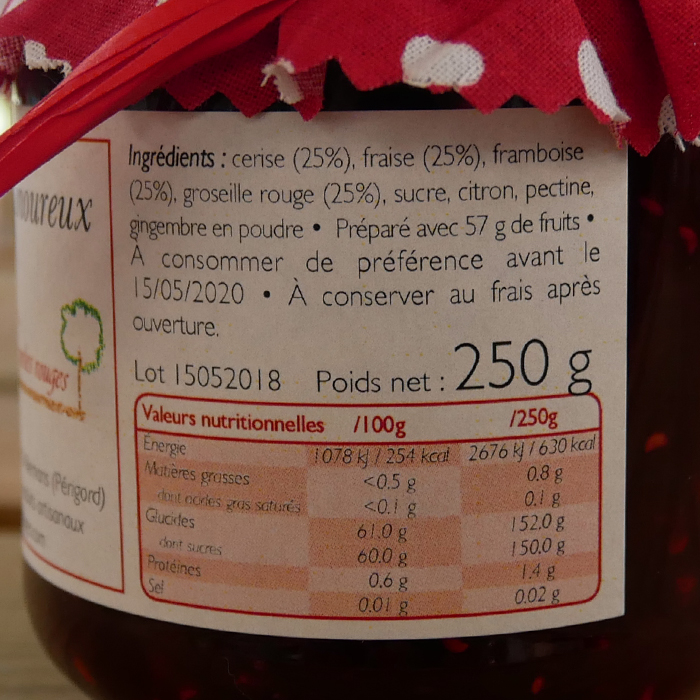 Ingrédients : cerise (25%), fraise (25%), framboise
(25%), groseille rouge (25%), sucre, citron, pectine,
gingembre en poudre • Préparé avec 57 g de fruits •
À consommer de préférence avant le
15/05/2020 • À conserver au frais après
ouverture.
Lot 15052018 Poids net : 250 g
Valeurs nutritionnelles /100g /250g
Énergie 1078 kJ / 254 kcal 2676 kJ / 630 kcal
Matières grasses <0.5 g 0.8 g
dont acides gras saturés <0.1 g 0.1 g
Glucides 61.0 g 152.0 g
dont sucres 60.0 g 150.0 g
Protéines 0.6 g 1.4 g
Sel 0.01 g 0.02 g
rouges
(Périgord)
artisanaux